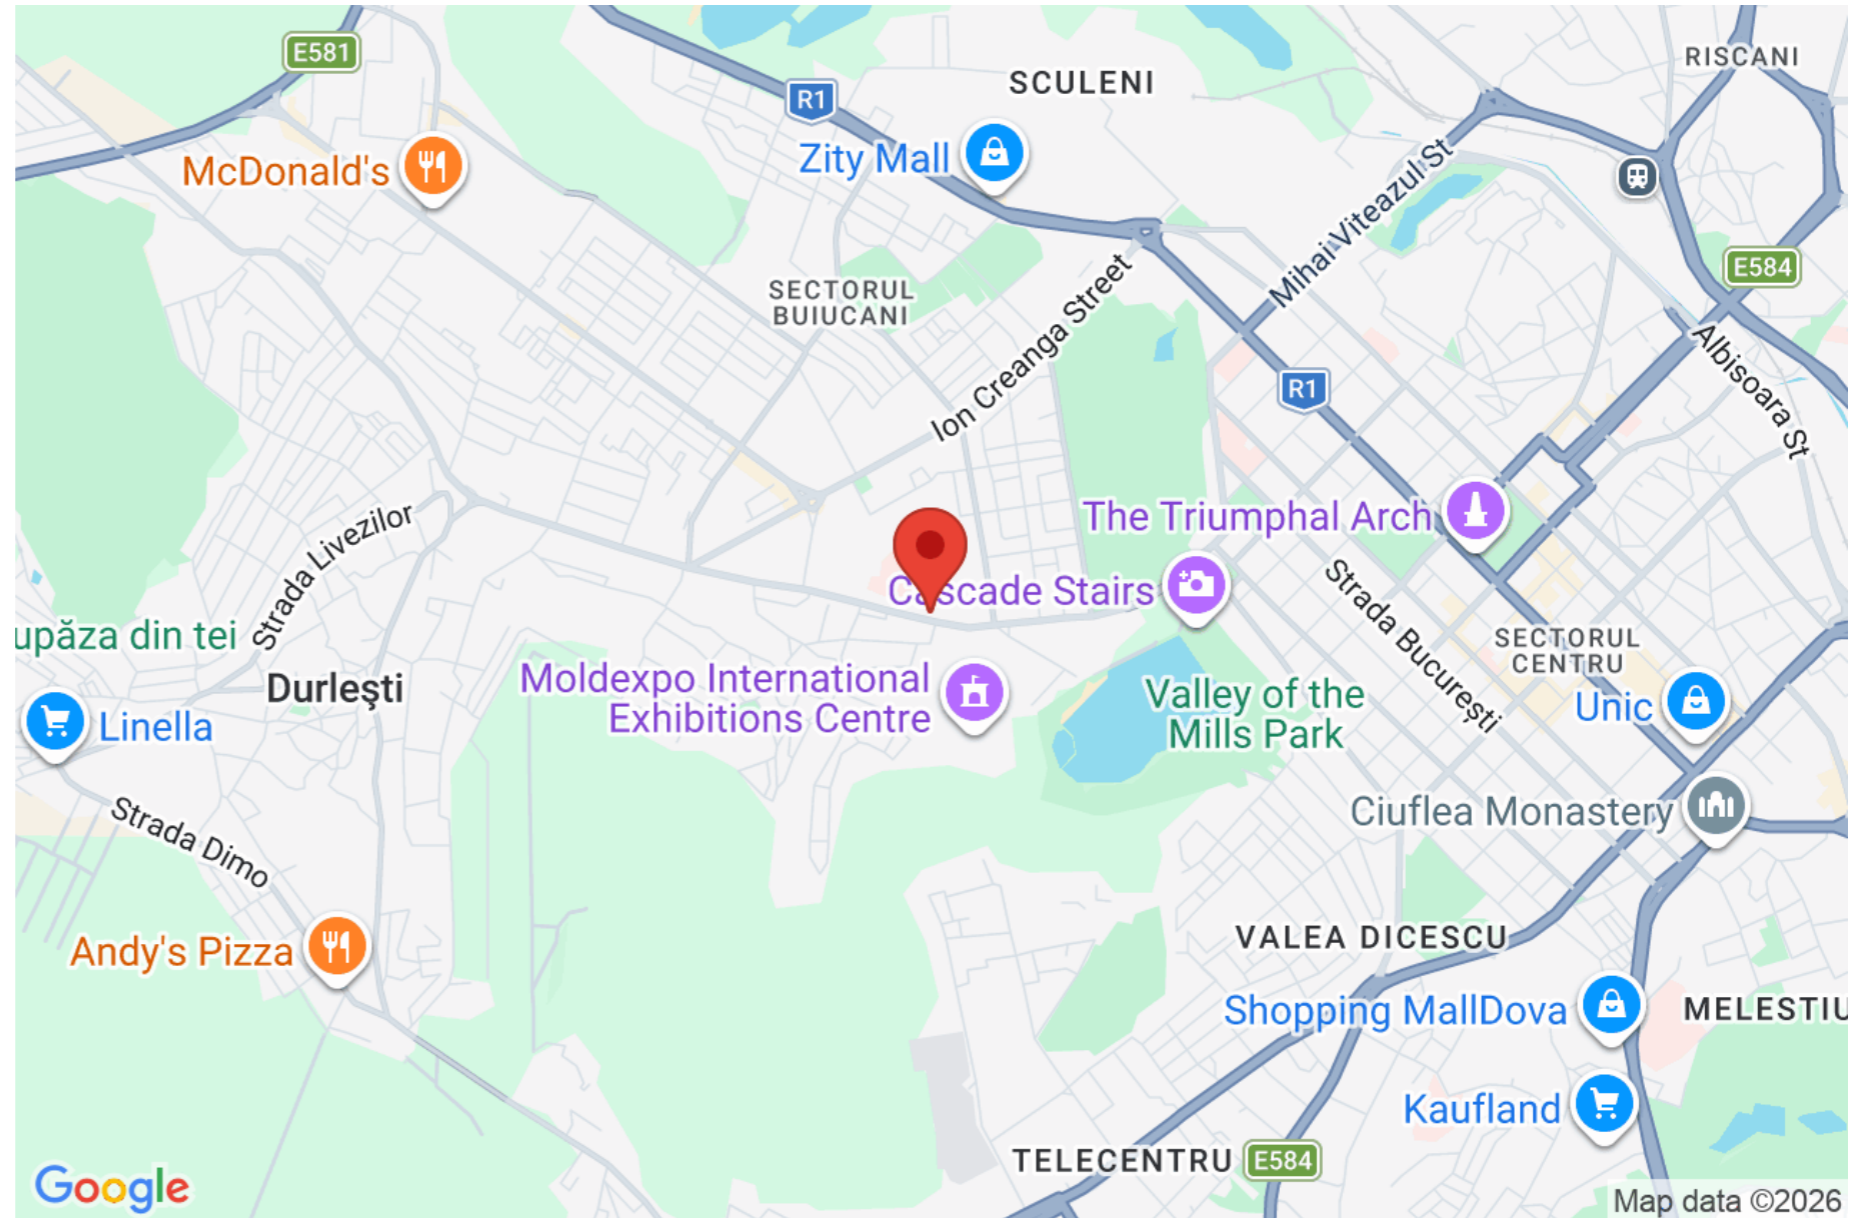 E581
R1
SCULENI
RISCANI
McDonald's
Zity Mall
Mihai Viteazul St
E584
SECTORUL
BUIUCANI
Ion Creanga Street
R1
Albisoara St
Strada Livezilor
The Triumphal Arch
Cascade Stairs
Strada București
upăza din tei
SECTORUL
CENTRU
Durleşti
Moldexpo International
Exhibitions Centre
Valley of the
Mills Park
Unic
Linella
Strada Dimo
Ciuflea Monastery
Andy's Pizza
VALEA DICESCU
Shopping MallDova
MELESTIU
Kaufland
TELECENTRU
E584
Google
Map data ©2026